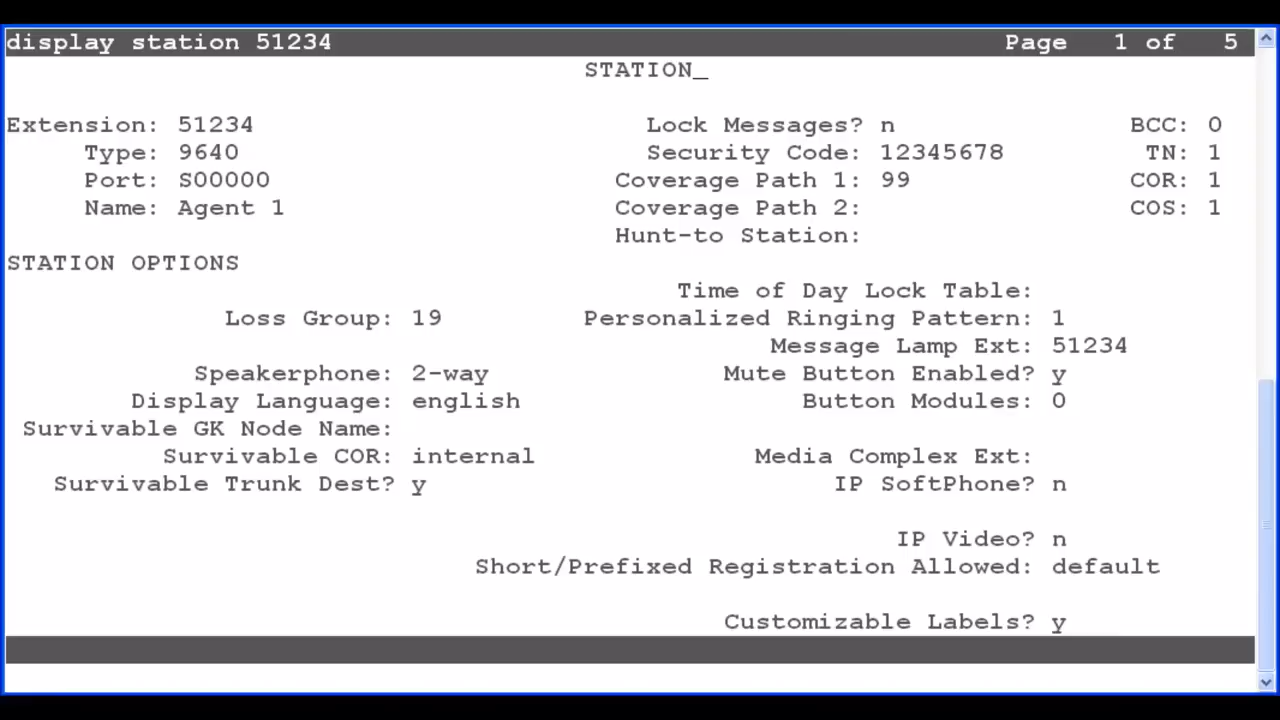 display station 51234 Page 1 of 5
STATION_
Extension: 51234 Lock Messages? n BCC: 0
Type: 9640 Security Code: 12345678 TN: 1
Port: S00000 Coverage Path 1: 99 COR: 1
Name: Agent 1 Coverage Path 2: COS: 1
Hunt-to Station:
STATION OPTIONS
Time of Day Lock Table:
Loss Group: 19 Personalized Ringing Pattern: 1
Message Lamp Ext: 51234
Speakerphone: 2-way Mute Button Enabled? y
Display Language: english Button Modules: 0
Survivable GK Node Name:
Survivable COR: internal Media Complex Ext:
Survivable Trunk Dest? y IP SoftPhone? n
IP Video? n
Short/Prefixed Registration Allowed: default
Customizable Labels? y